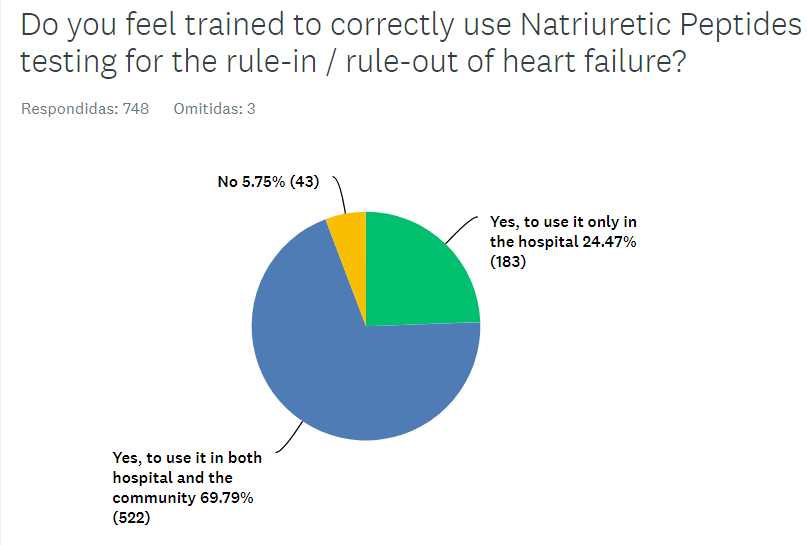 Do you feel trained to correctly use Natriuretic Peptides
testing for the rule-in / rule-out of heart failure?
Respondidas: 748 Omitidas: 3
No 5.75% (43)
Yes, to use it only in
the hospital 24.47%
(183)
Yes, to use it in both
hospital and the
community 69.79%
(522)